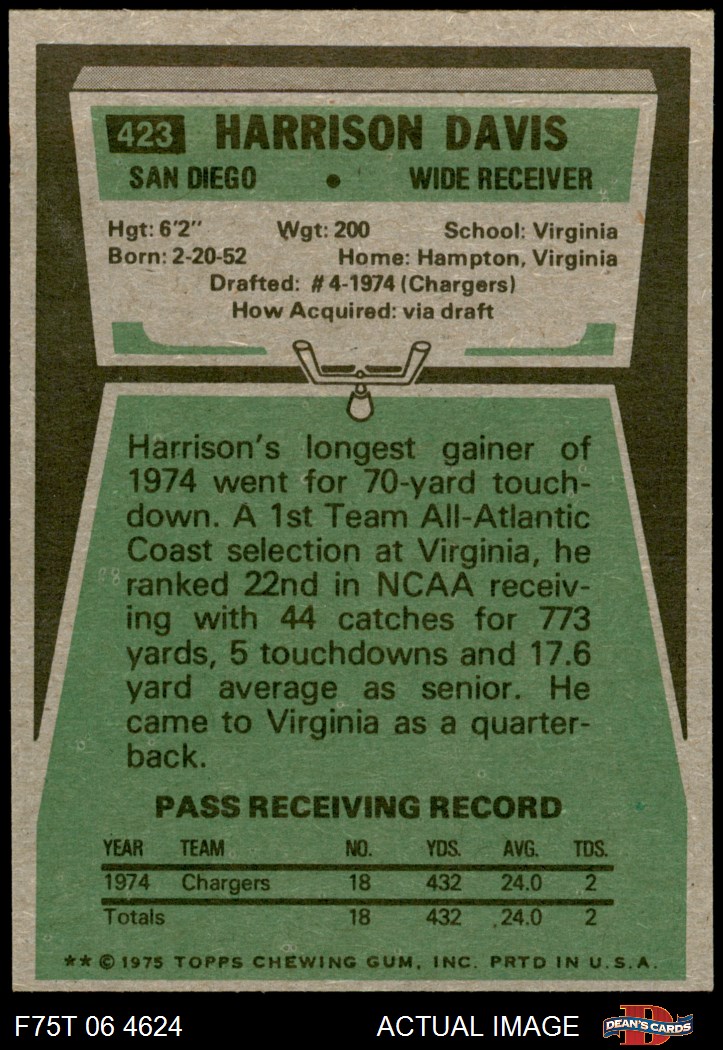 423 HARRISON DAVIS
SAN DIEGO • WIDE RECEIVER
Hgt: 6'2" Wgt: 200 School: Virginia
Born: 2-20-52 Home: Hampton, Virginia
Drafted: #4-1974 (Chargers)
How Acquired: via draft
Harrison's longest gainer of
1974 went for 70-yard touch-
down. A 1st Team All-Atlantic
Coast selection at Virginia, he
ranked 22nd in NCAA receiv-
ing with 44 catches for 773
yards, 5 touchdowns and 17.6
yard average as senior. He
came to Virginia as a quarter-
back.
PASS RECEIVING RECORD
YEAR TEAM NO. YDS. AVG. TDS.
1974 Chargers 18 432 24.0 2
Totals 18 432 24.0 2
** © 1975 TOPPS CHEWING GUM, INC. PRTD IN U.S.A.
F75T 06 4624 ACTUAL IMAGE DEAN'S CARDS